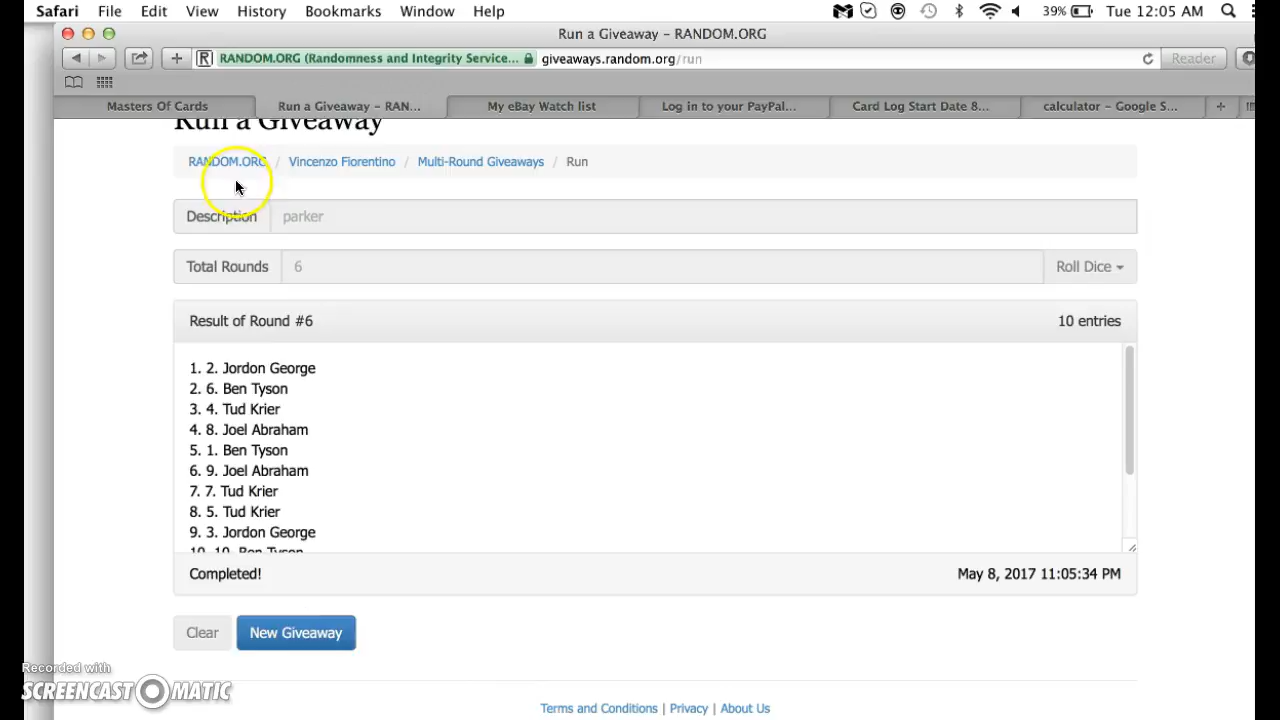 Safari File Edit View History Bookmarks Window Help 39% Tue 12:05 AM
Run a Giveaway – RANDOM.ORG
RANDOM.ORG (Randomness and Integrity Service... giveaways.random.org/run Reader
Masters Of Cards Run a Giveaway – RAN... My eBay Watch list Log in to your PayPal... Card Log Start Date 8... calculator – Google S...
Run a Giveaway
RANDOM.ORG / Vincenzo Fiorentino / Multi-Round Giveaways / Run
Description parker
Total Rounds 6 Roll Dice
Result of Round #6 10 entries
1. 2. Jordon George
2. 6. Ben Tyson
3. 4. Tud Krier
4. 8. Joel Abraham
5. 1. Ben Tyson
6. 9. Joel Abraham
7. 7. Tud Krier
8. 5. Tud Krier
9. 3. Jordon George
10. 10. Ben Tyson
Completed! May 8, 2017 11:05:34 PM
Clear New Giveaway
Recorded with
SCREENCAST MATIC
Terms and Conditions | Privacy | About Us